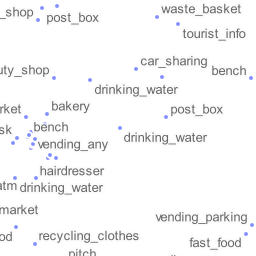 _shop
waste_basket
post_box
tourist_info
car_sharing
uty_shop
bench
drinking_water
bakery
rket
post_box
sk
bench
drinking_water
vending_any
hairdresser
atm
drinking_water
market
vending_parking
od
recycling_clothes
fast_food
pitch